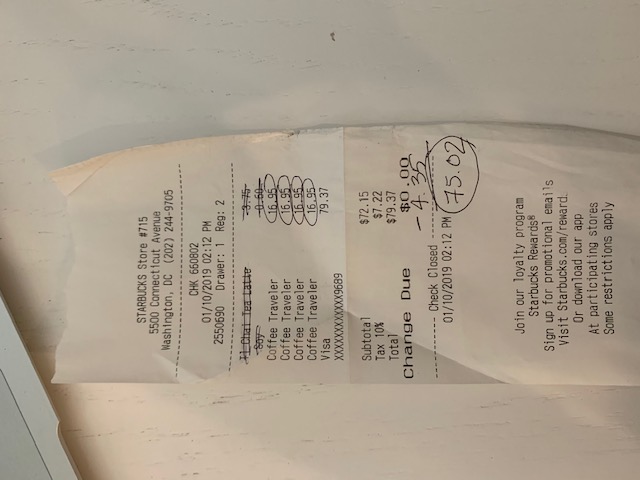 STARBUCKS Store #715
5500 Connecticut Avenue
Washington, DC (202) 244-9705
CHK 660802
01/10/2019 02:12 PM
2550690 Drawer: 1 Reg: 2
Tl Chai Tea Latte 3.75
Soy 0.60
Coffee Traveler 16.95
Coffee Traveler 16.95
Coffee Traveler 16.95
Coffee Traveler 16.95
Visa 79.37
XXXXXXXXXXXX9689
Subtotal $72.15
Tax 10% $7.22
Total $79.37
Change Due $0.00
- 4.35
Check Closed
01/10/2019 02:12 PM
75.02
Join our loyalty program
Starbucks Rewards®
Sign up for promotional emails
Visit Starbucks.com/reward.
Or download our app
At participating stores
Some restrictions apply